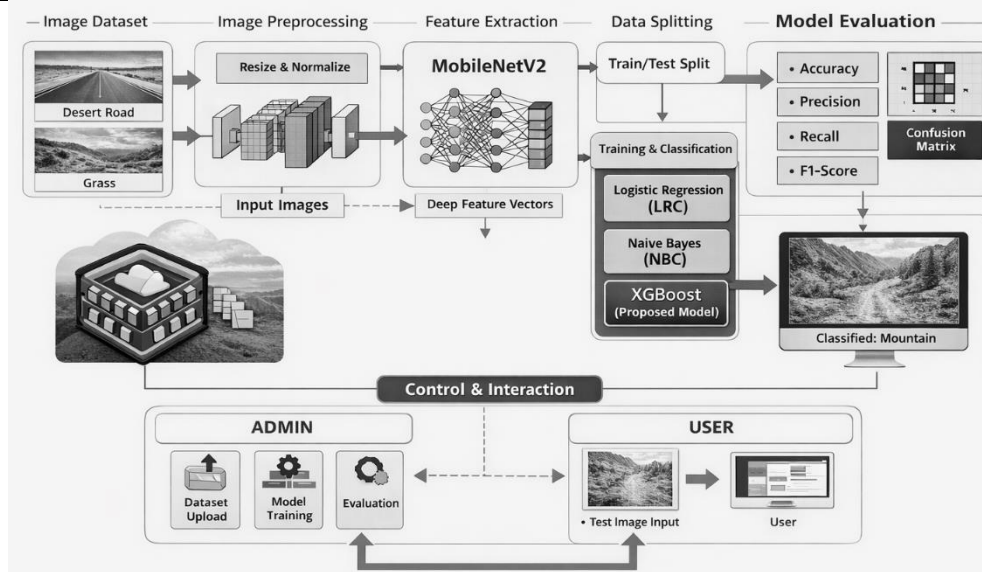 Image Dataset
Image Preprocessing
Feature Extraction
Data Splitting
Model Evaluation
Desert Road
Grass
Resize & Normalize
Input Images
MobileNetV2
Deep Feature Vectors
Train/Test Split
Training & Classification
Logistic Regression
(LRC)
Naive Bayes
(NBC)
XGBoost
(Proposed Model)
• Accuracy
• Precision
• Recall
• F1-Score
Confusion
Matrix
Classified: Mountain
Control & Interaction
ADMIN
Dataset
Upload
Model
Training
Evaluation
USER
• Test Image Input
User